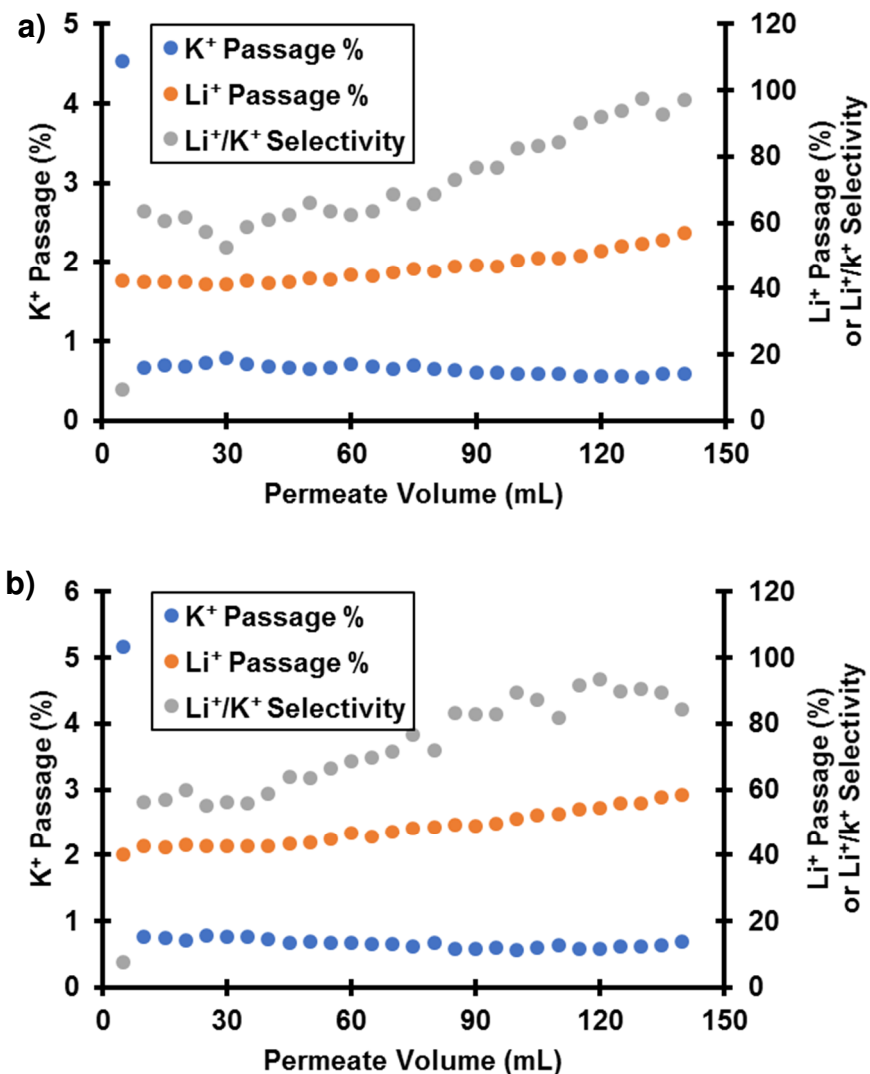 a)
5
4
3
2
1
0
K⁺ Passage (%)
K⁺ Passage %
Li⁺ Passage %
Li⁺/K⁺ Selectivity
120
100
80
60
40
20
0
Li⁺ Passage (%)
or Li⁺/k⁺ Selectivity
0 30 60 90 120 150
Permeate Volume (mL)
b)
6
5
4
3
2
1
0
K⁺ Passage (%)
K⁺ Passage %
Li⁺ Passage %
Li⁺/K⁺ Selectivity
120
100
80
60
40
20
0
Li⁺ Passage (%)
or Li⁺/k⁺ Selectivity
0 30 60 90 120 150
Permeate Volume (mL)